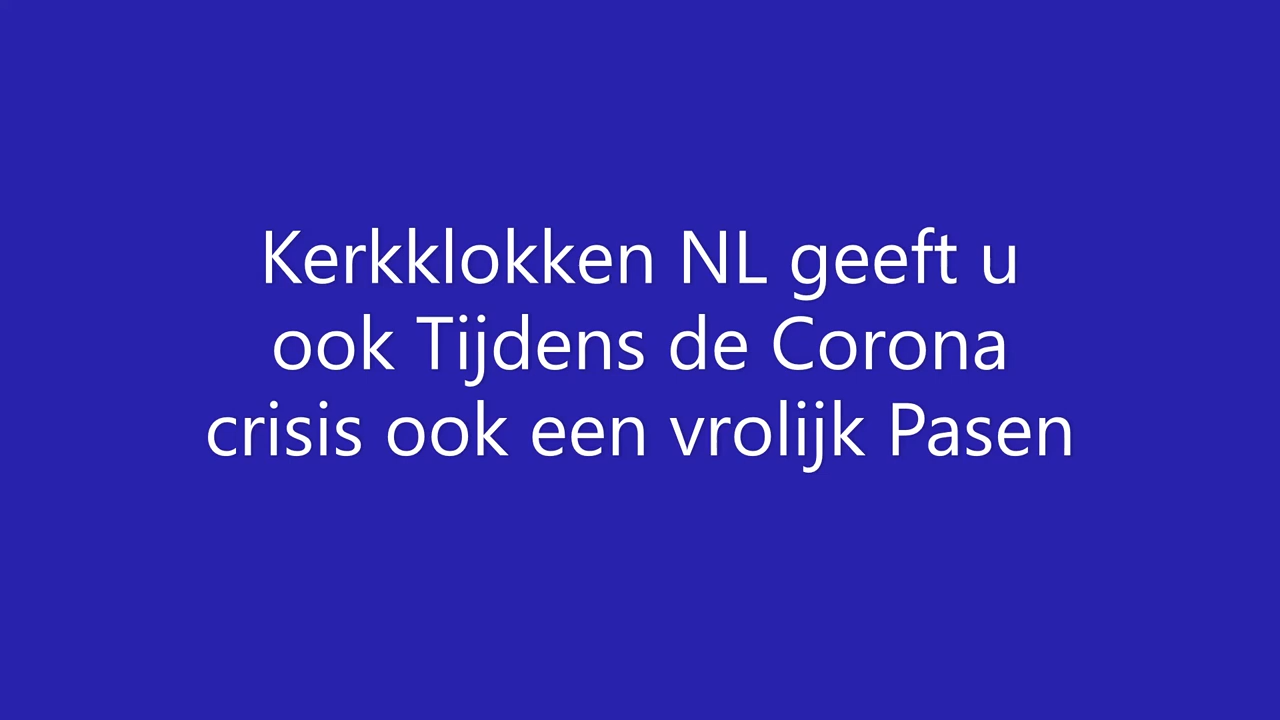 Kerkklokken NL geeft u
ook Tijdens de Corona
crisis ook een vrolijk Pasen